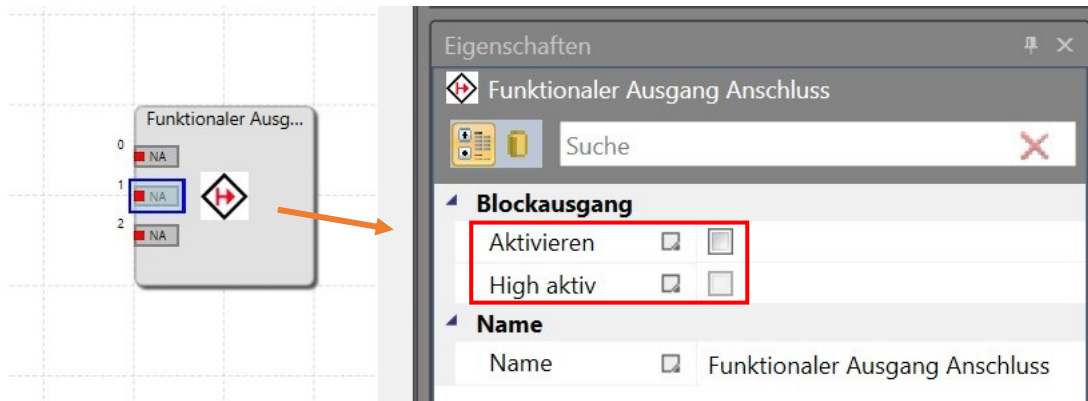 Funktionaler Ausg...
0
NA
1
NA
2
NA
Eigenschaften
Funktionaler Ausgang Anschluss
Suche
Blockausgang
Aktivieren
High aktiv
Name
Name Funktionaler Ausgang Anschluss